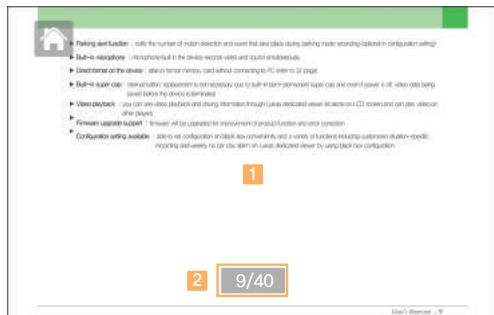 ▶ Parking alert function : notify the number of motion detection and event that take place during parking mode recording (optional in configuration setting)
▶ Built-in microphone : microphone built in the device records video and sound simultaneously
▶ Direct format on the device : able to format memory card without connecting to PC (refer to 32 page)
▶ Built-in super cap : internal battery replacement is not necessary due to built-in semi-permanent super cap and even if power is off, video data being
saved before the device is terminated
▶ Video playback : you can see video playback and driving information through Lukas dedicated viewer as well as on LCD screen and can play video on
other players
▶ Firmware upgrade support : firmware will be upgraded for improvement of product function and error correction
▶ Configuration setting available : able to set configuration on black box conveniently and a variety of functions including customized situation-specific
recording and weekly no car day alarm on Lukas dedicated viewer by using black box configuration
1
2 9/40
User's Manual _ 9